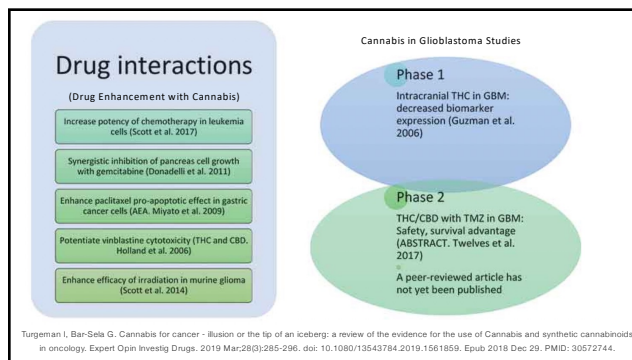 Drug interactions
(Drug Enhancement with Cannabis)
Increase potency of chemotherapy in leukemia
cells (Scott et al. 2017)
Synergistic inhibition of pancreas cell growth
with gemcitabine (Donadelli et al. 2011)
Enhance paclitaxel pro-apoptotic effect in gastric
cancer cells (AEA. Miyato et al. 2009)
Potentiate vinblastine cytotoxicity (THC and CBD.
Holland et al. 2006)
Enhance efficacy of irradiation in murine glioma
(Scott et al. 2014)
Cannabis in Glioblastoma Studies
Phase 1
Intracranial THC in GBM:
decreased biomarker
expression (Guzman et al.
2006)
Phase 2
THC/CBD with TMZ in GBM:
Safety, survival advantage
(ABSTRACT. Twelves et al.
2017)
A peer-reviewed article has
not yet been published
Turgeman I, Bar-Sela G. Cannabis for cancer - illusion or the tip of an iceberg: a review of the evidence for the use of Cannabis and synthetic cannabinoids
in oncology. Expert Opin Investig Drugs. 2019 Mar;28(3):285-296. doi: 10.1080/13543784.2019.1561859. Epub 2018 Dec 29. PMID: 30572744.